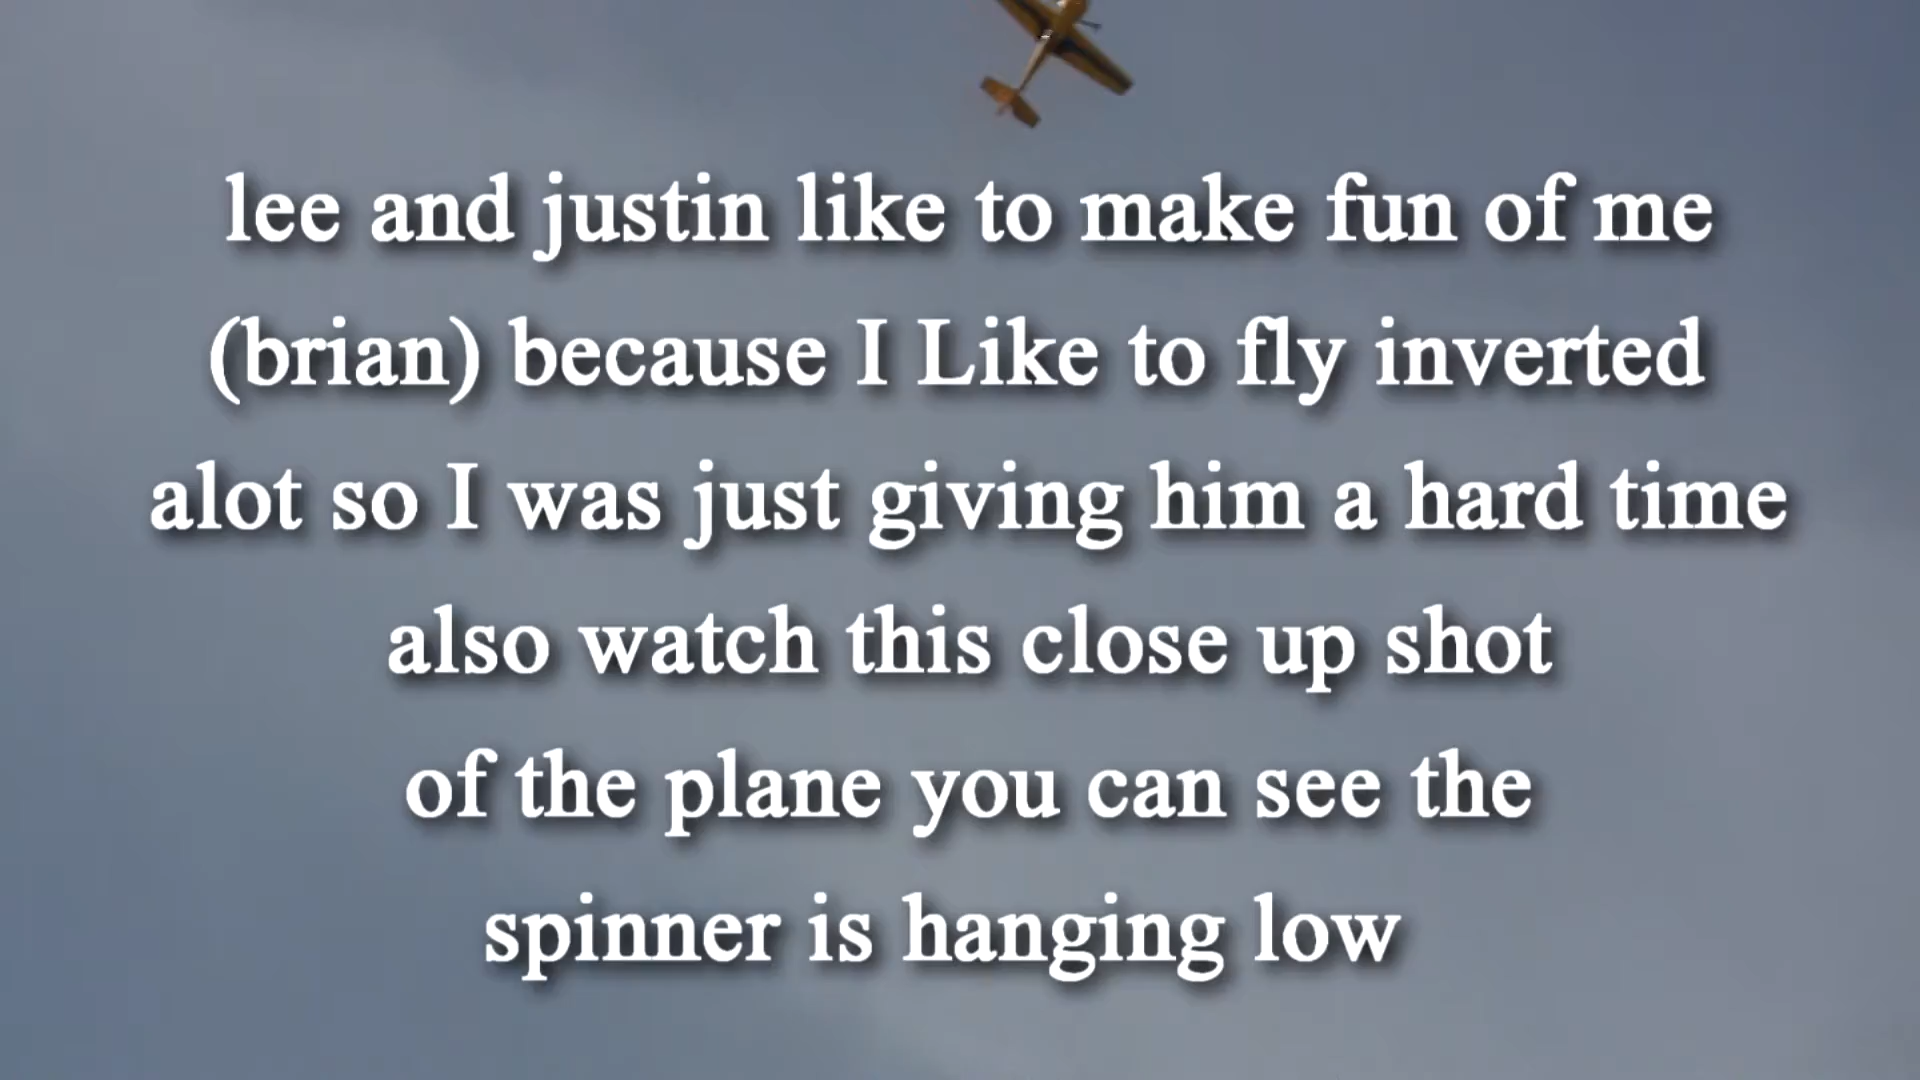 lee and justin like to make fun of me
(brian) because I Like to fly inverted
alot so I was just giving him a hard time
also watch this close up shot
of the plane you can see the
spinner is hanging low